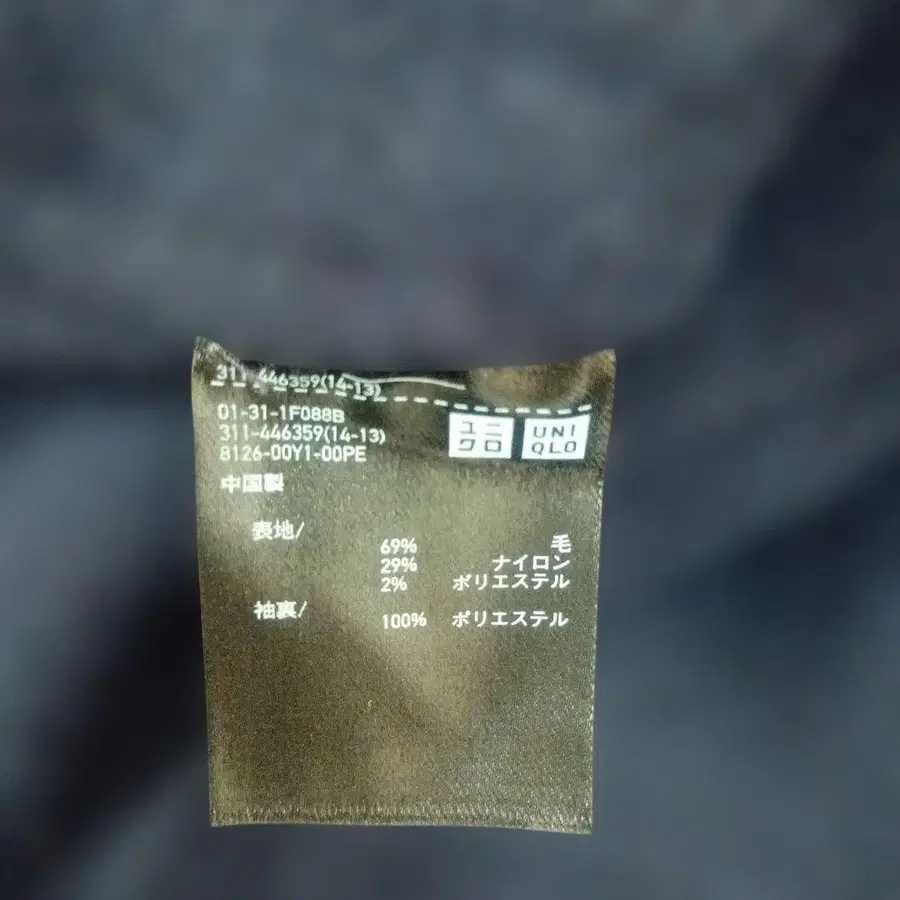 311-446359(14-13)
01-31-1F088B
311-446359(14-13)
8126-00Y1-00PE
ユニ
クロ
UNI
QLO
中国製
表地/
69% 毛
29% ナイロン
2% ポリエステル
袖裏/
100% ポリエステル